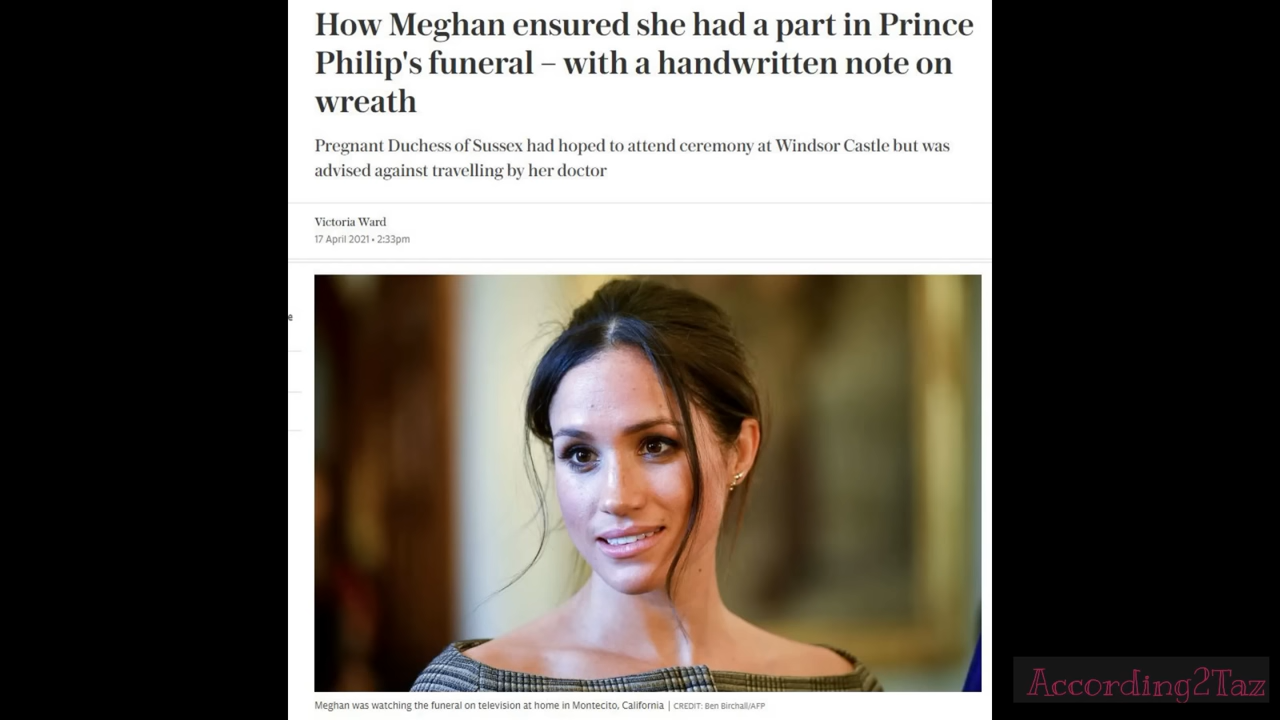 How Meghan ensured she had a part in Prince
Philip's funeral – with a handwritten note on
wreath
Pregnant Duchess of Sussex had hoped to attend ceremony at Windsor Castle but was
advised against travelling by her doctor
Victoria Ward
17 April 2021 • 2:33pm
e
Meghan was watching the funeral on television at home in Montecito, California | CREDIT: Ben Birchall/AFP
According2Taz